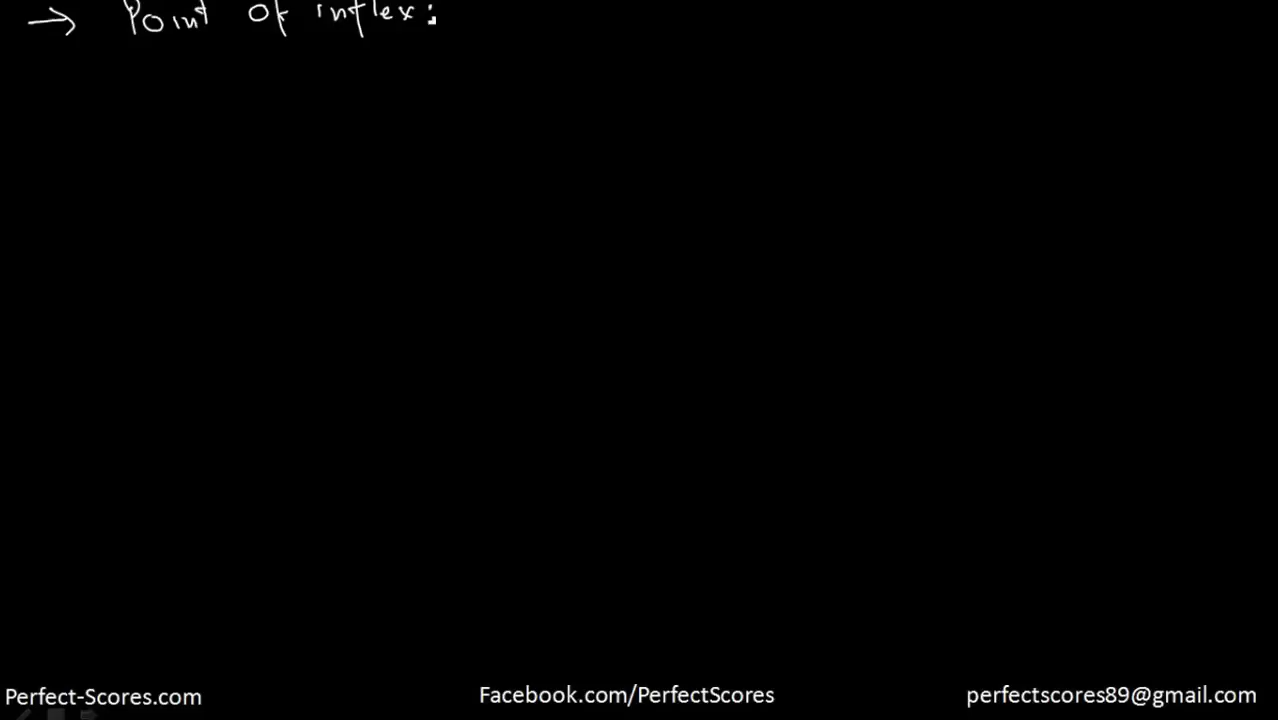 → Point of inflex:
Perfect-Scores.com
Facebook.com/PerfectScores
perfectscores89@gmail.com